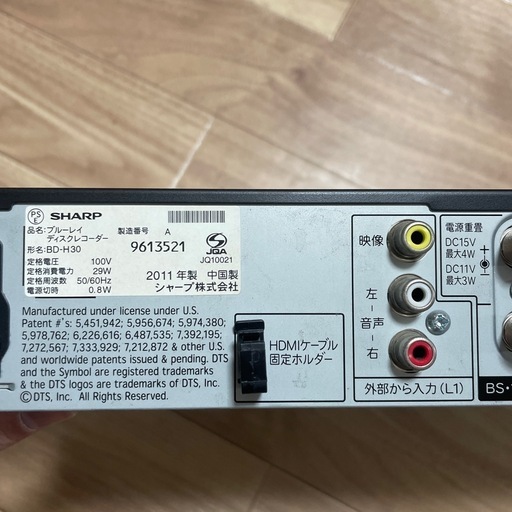 PS
E
SHARP
品名: ブルーレイ
ディスクレコーダー
形名: BD-H30
製造番号 A
9613521
JQA
JQ10021
定格電圧 100V
定格消費電力 29W
定格周波数 50/60Hz
電源切時 0.8W
2011年製 中国製
シャープ株式会社
Manufactured under license under U.S.
Patent #'s: 5,451,942; 5,956,674; 5,974,380;
5,978,762; 6,226,616; 6,487,535; 7,392,195;
7,272,567; 7,333,929; 7,212,872 & other U.S.
and worldwide patents issued & pending. DTS
and the Symbol are registered trademarks
& the DTS logos are trademarks of DTS, Inc.
©DTS, Inc. All Rights Reserved.
HDMIケーブル
固定ホルダー
映像
左
音声
右
外部から入力(L1)
電源重畳
DC15V
最大4W
DC11V
最大3W
BS・